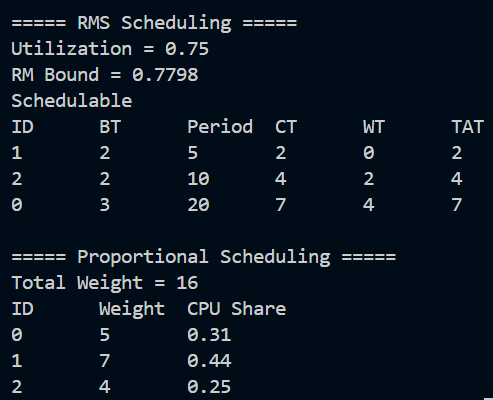 ===== RMS Scheduling =====
Utilization = 0.75
RM Bound = 0.7798
Schedulable
ID BT Period CT WT TAT
1 2 5 2 0 2
2 2 10 4 2 4
0 3 20 7 4 7
===== Proportional Scheduling =====
Total Weight = 16
ID Weight CPU Share
0 5 0.31
1 7 0.44
2 4 0.25